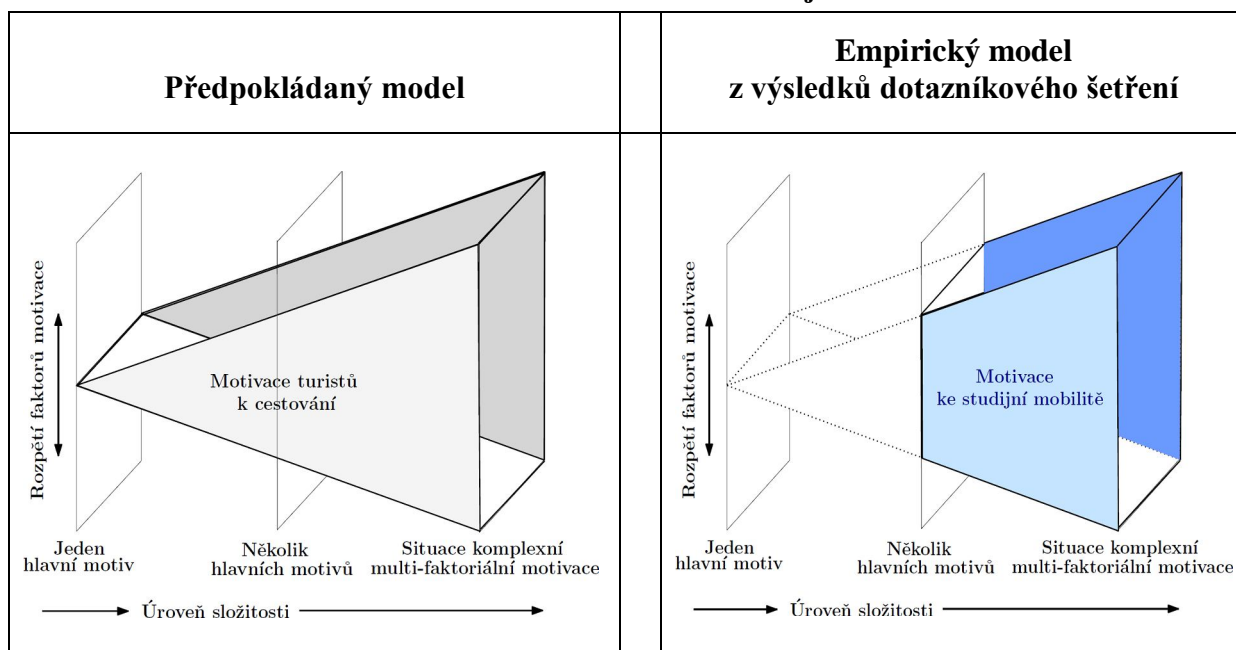 Předpokládaný model
Empirický model
z výsledků dotazníkového šetření
Rozpětí faktorů motivace
Motivace turistů
k cestování
Jeden
hlavní motiv
Několik
hlavních motivů
Situace komplexní
multi-faktoriální motivace
Úroveň složitosti
Rozpětí faktorů motivace
Motivace
ke studijní mobilitě
Jeden
hlavní motiv
Několik
hlavních motivů
Situace komplexní
multi-faktoriální motivace
Úroveň složitosti